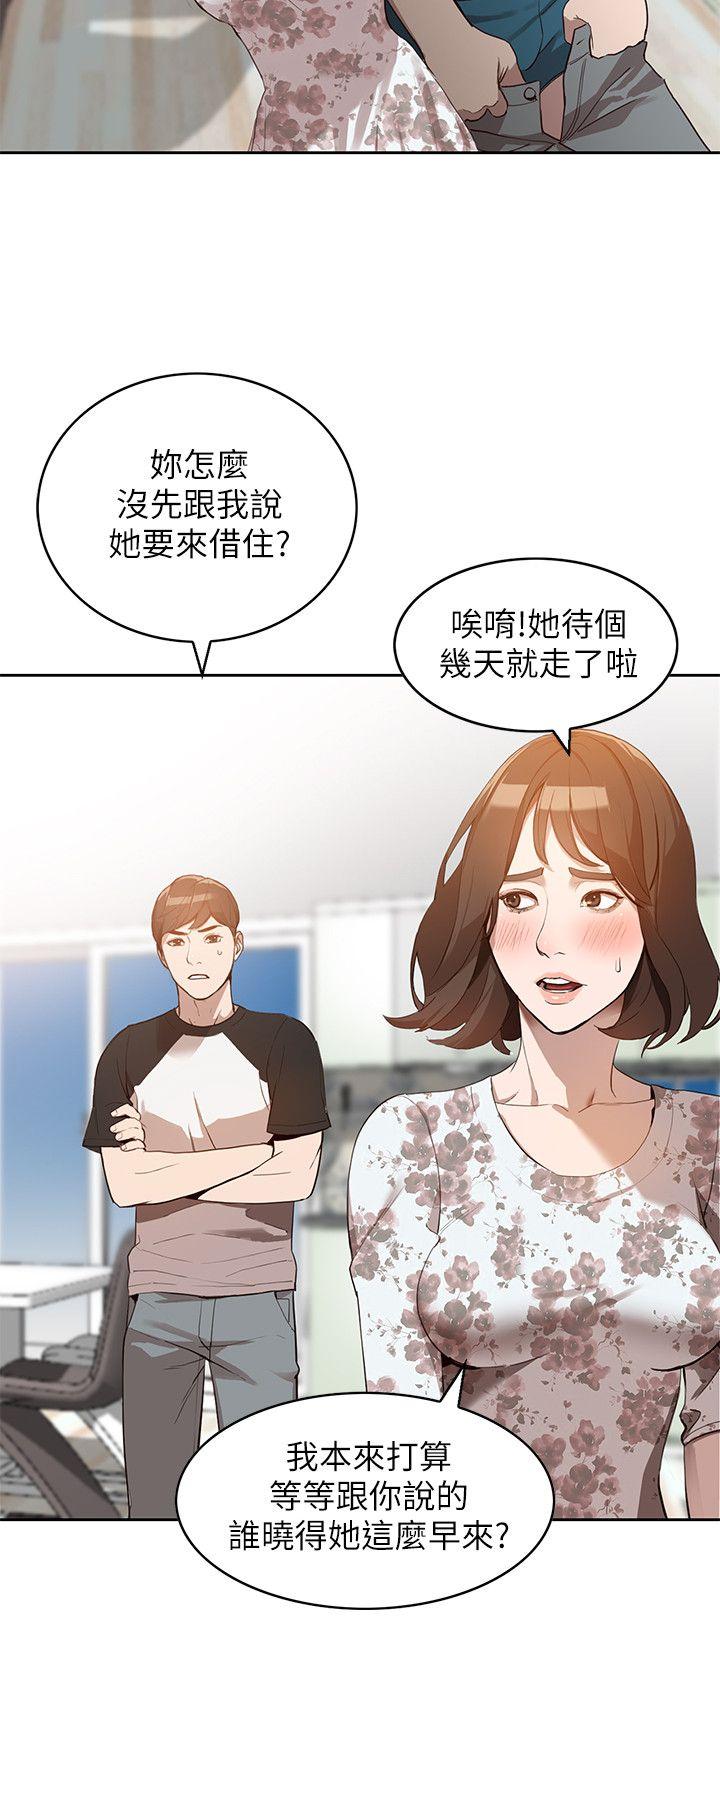 妳怎麼
沒先跟我說
她要來借住?
唉唷!她待個
幾天就走了啦
我本來打算
等等跟你說的
誰曉得她這麼早來?